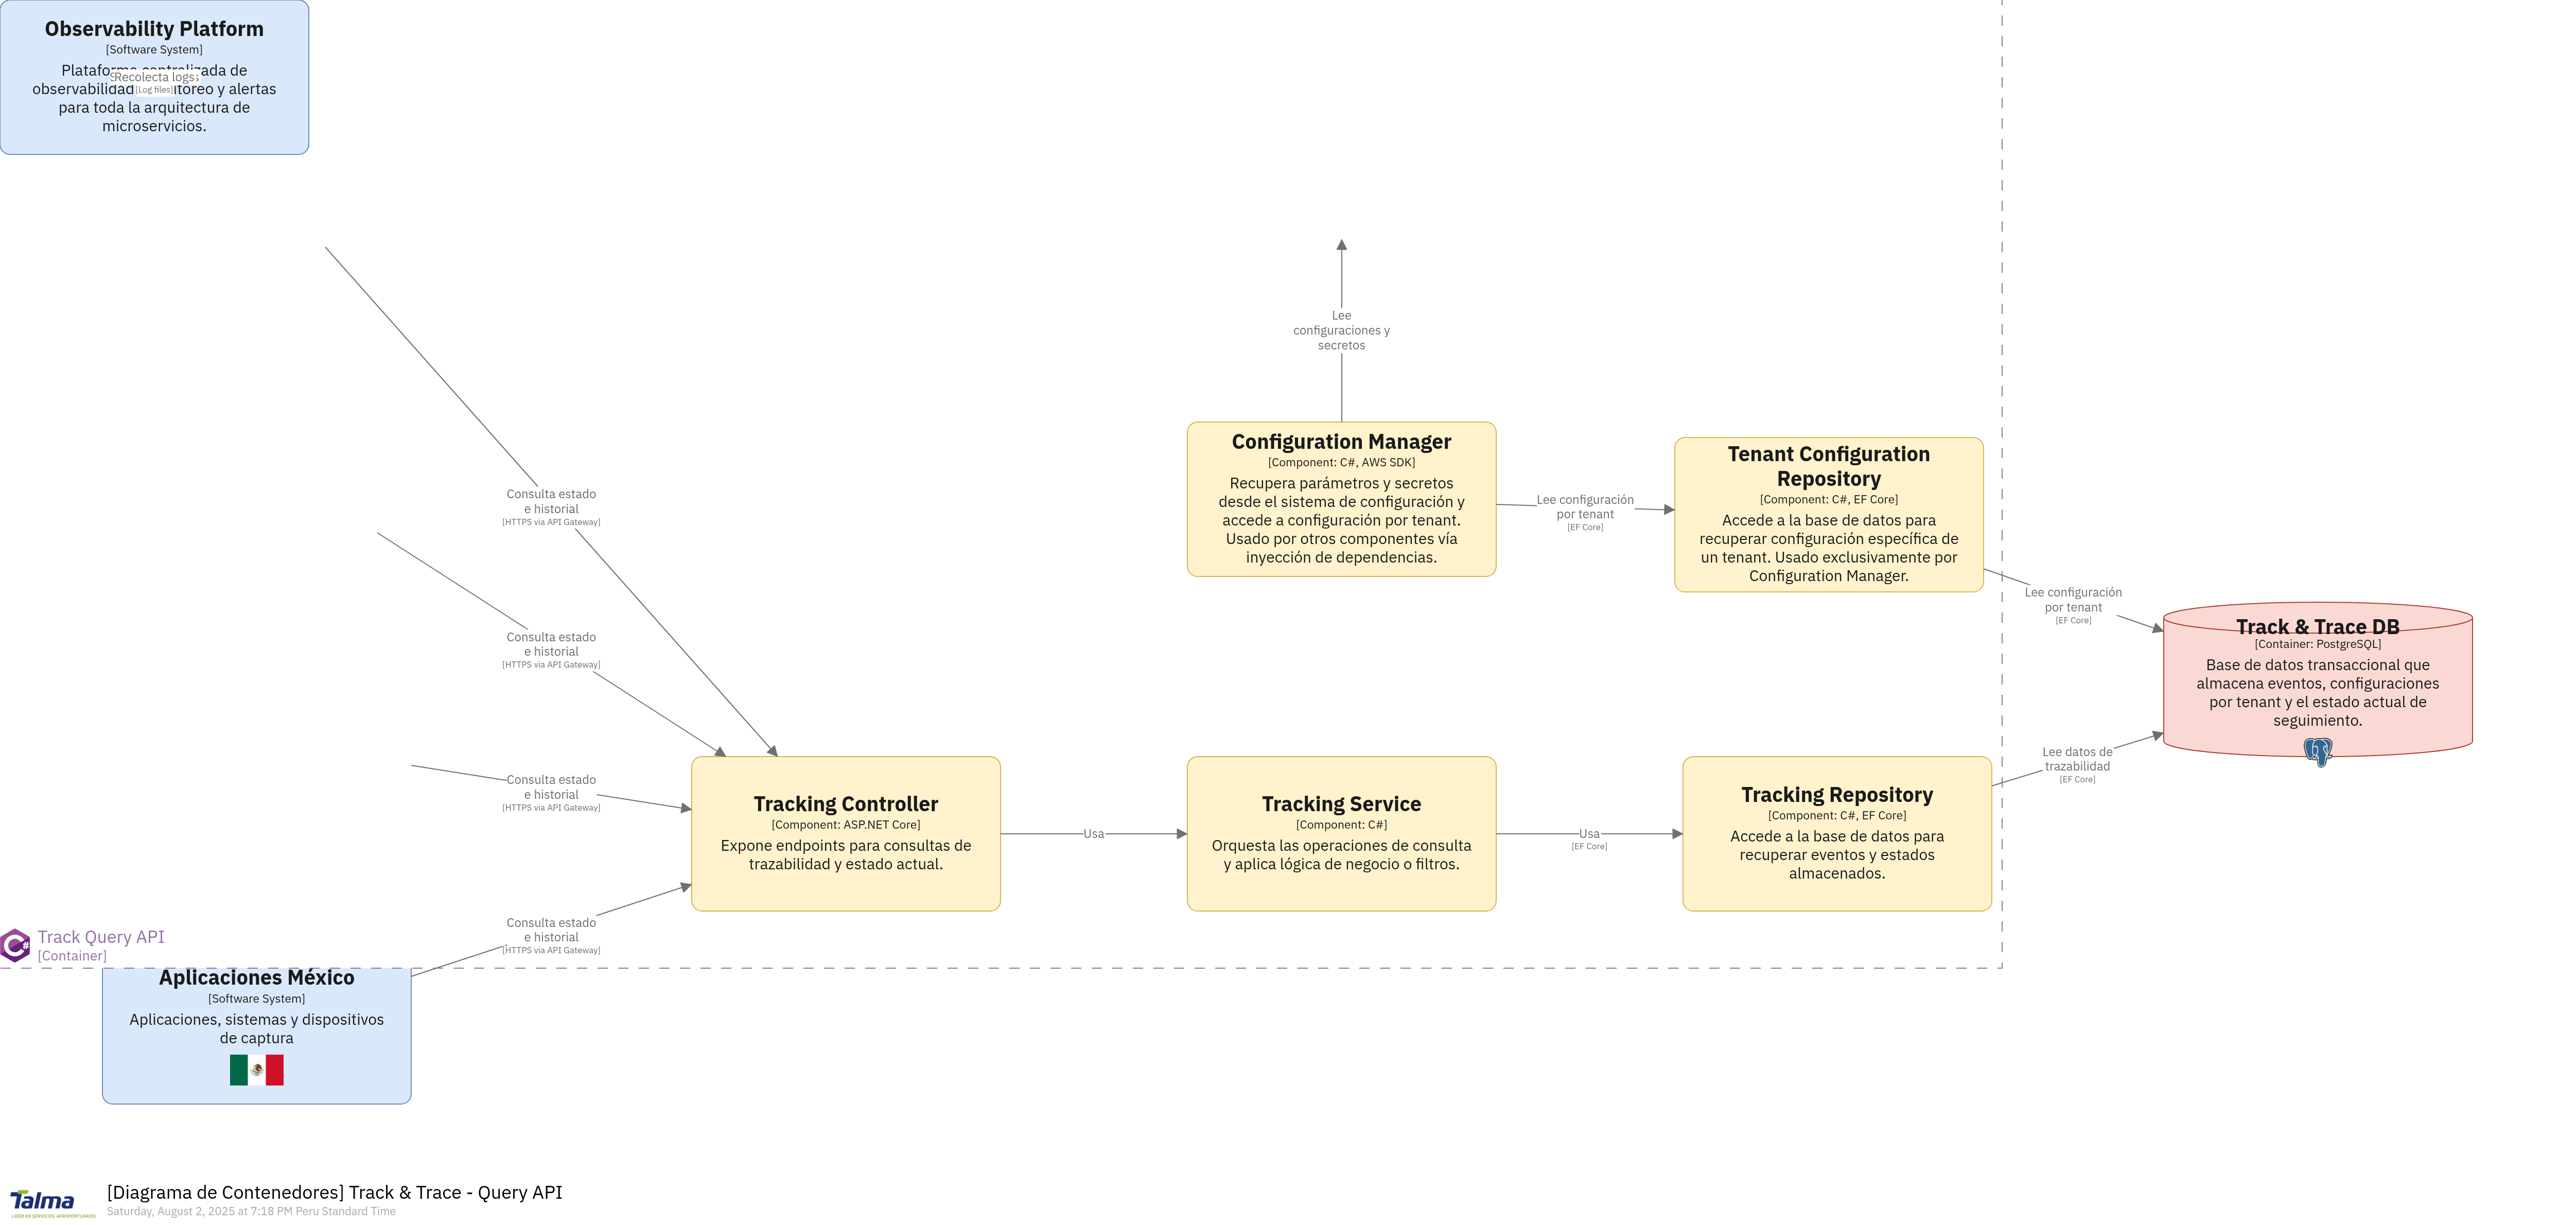 Observability Platform
[Software System]
Plataforma centralizada de
observabilidad
itoreo y alertas
para toda la arquitectura de
microservicios.
Recolecta logs
[Log files]
Lee
configuraciones y
secretos
Configuration Manager
[Component: C#, AWS SDK]
Recupera parámetros y secretos
desde el sistema de configuración y
accede a configuración por tenant.
Usado por otros componentes vía
inyección de dependencias.
Lee configuración
por tenant
[EF Core]
Tenant Configuration
Repository
[Component: C#, EF Core]
Accede a la base de datos para
recuperar configuración específica de
un tenant. Usado exclusivamente por
Configuration Manager.
Lee configuración
por tenant
[EF Core]
Track & Trace DB
[Container: PostgreSQL]
Base de datos transaccional que
almacena eventos, configuraciones
por tenant y el estado actual de
seguimiento.
Consulta estado
e historial
[HTTPS via API Gateway]
Consulta estado
e historial
[HTTPS via API Gateway]
Consulta estado
e historial
[HTTPS via API Gateway]
Consulta estado
e historial
[HTTPS via API Gateway]
Tracking Controller
[Component: ASP.NET Core]
Expone endpoints para consultas de
trazabilidad y estado actual.
Usa
Tracking Service
[Component: C#]
Orquesta las operaciones de consulta
y aplica lógica de negocio o filtros.
Usa
[EF Core]
Tracking Repository
[Component: C#, EF Core]
Accede a la base de datos para
recuperar eventos y estados
almacenados.
Lee datos de
trazabilidad
[EF Core]
C#
Track Query API
[Container]
Aplicaciones México
[Software System]
Aplicaciones, sistemas y dispositivos
de captura
Talma
LÍDER EN SERVICIOS AEROPORTUARIOS
[Diagrama de Contenedores] Track & Trace - Query API
Saturday, August 2, 2025 at 7:18 PM Peru Standard Time